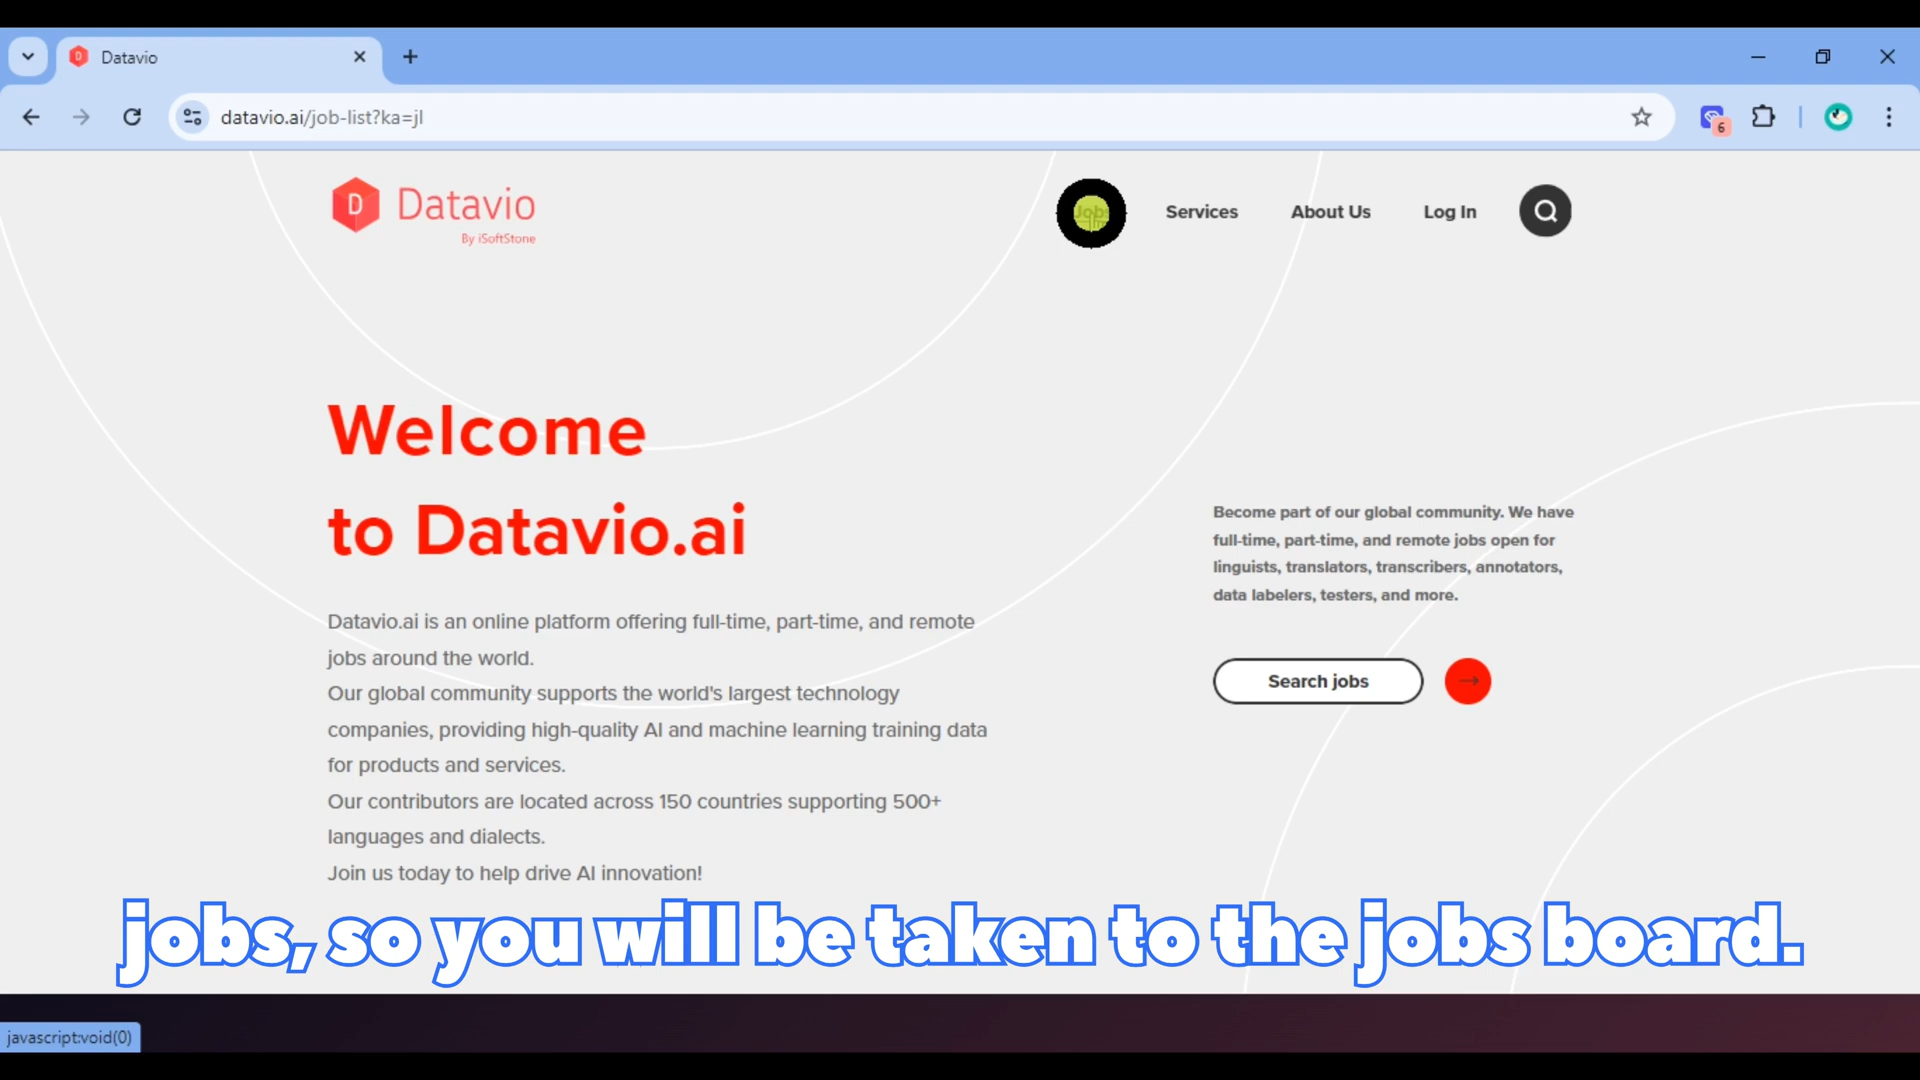 Datavio
datavio.ai/job-list?ka=jl
6
D Datavio
By iSoftStone
Jobs
Services
About Us
Log In
Welcome
to Datavio.ai
Datavio.ai is an online platform offering full-time, part-time, and remote
jobs around the world.
Our global community supports the world's largest technology
companies, providing high-quality AI and machine learning training data
for products and services.
Our contributors are located across 150 countries supporting 500+
languages and dialects.
Join us today to help drive AI innovation!
Become part of our global community. We have
full-time, part-time, and remote jobs open for
linguists, translators, transcribers, annotators,
data labelers, testers, and more.
Search jobs
jobs, so you will be taken to the jobs board.
javascript:void(0)